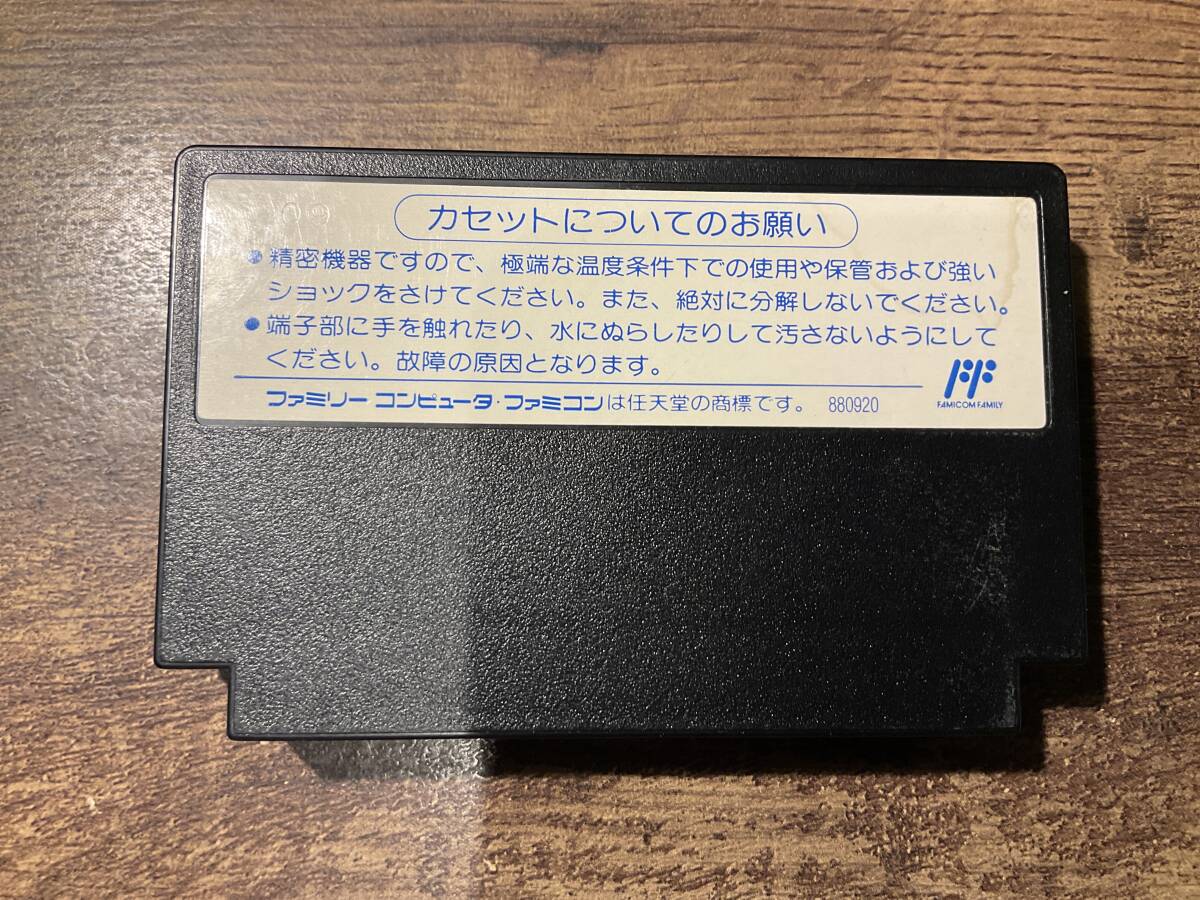 カセットについてのお願い
●精密機器ですので、極端な温度条件下での使用や保管および強い
ショックをさけてください。また、絶対に分解しないでください。
●端子部に手を触れたり、水にぬらしたりして汚さないようにして
ください。故障の原因となります。
ファミリーコンピュータ・ファミコンは任天堂の商標です。 880920
FAMICOM FAMILY